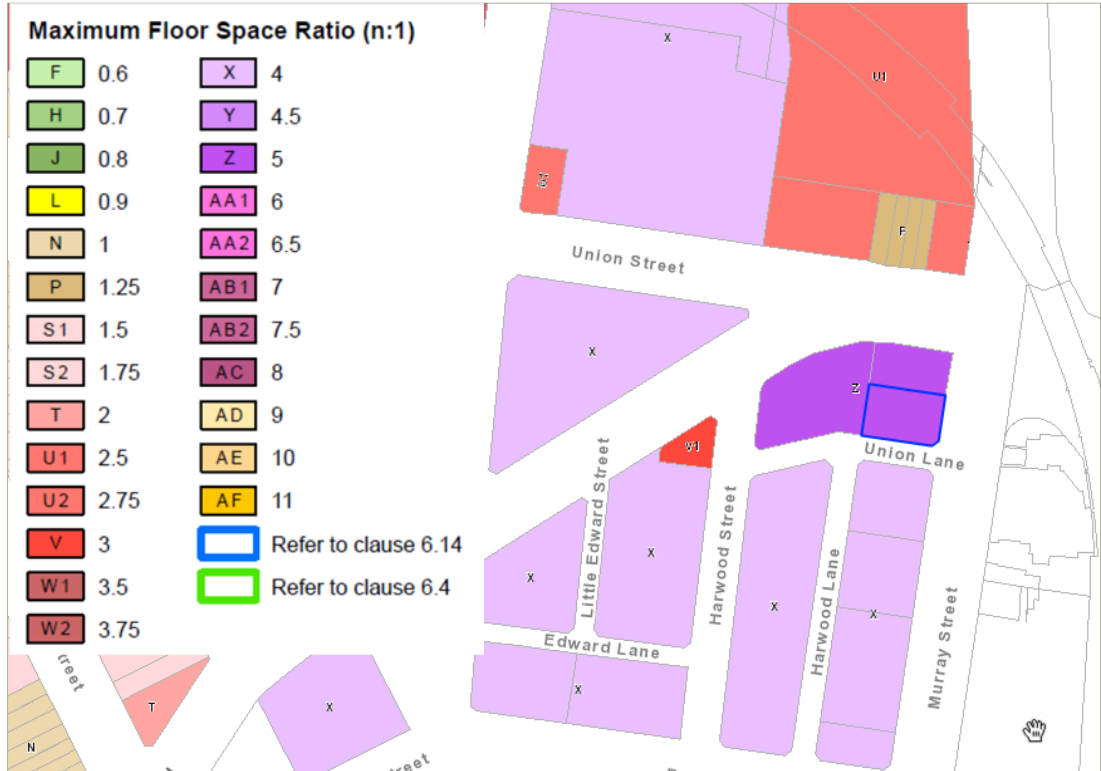 Maximum Floor Space Ratio (n:1)
F 0.6
H 0.7
J 0.8
L 0.9
N 1
P 1.25
S1 1.5
S2 1.75
T 2
U1 2.5
U2 2.75
V 3
W1 3.5
W2 3.75
X 4
Y 4.5
Z 5
AA1 6
AA2 6.5
AB1 7
AB2 7.5
AC 8
AD 9
AE 10
AF 11
Refer to clause 6.14
Refer to clause 6.4
X
U1
F
Union Street
X
Z
V1
Union Lane
Little Edward Street
X
X
Harwood Street
X
Harwood Lane
X
Murray Street
Edward Lane
X
X
T
N
reet